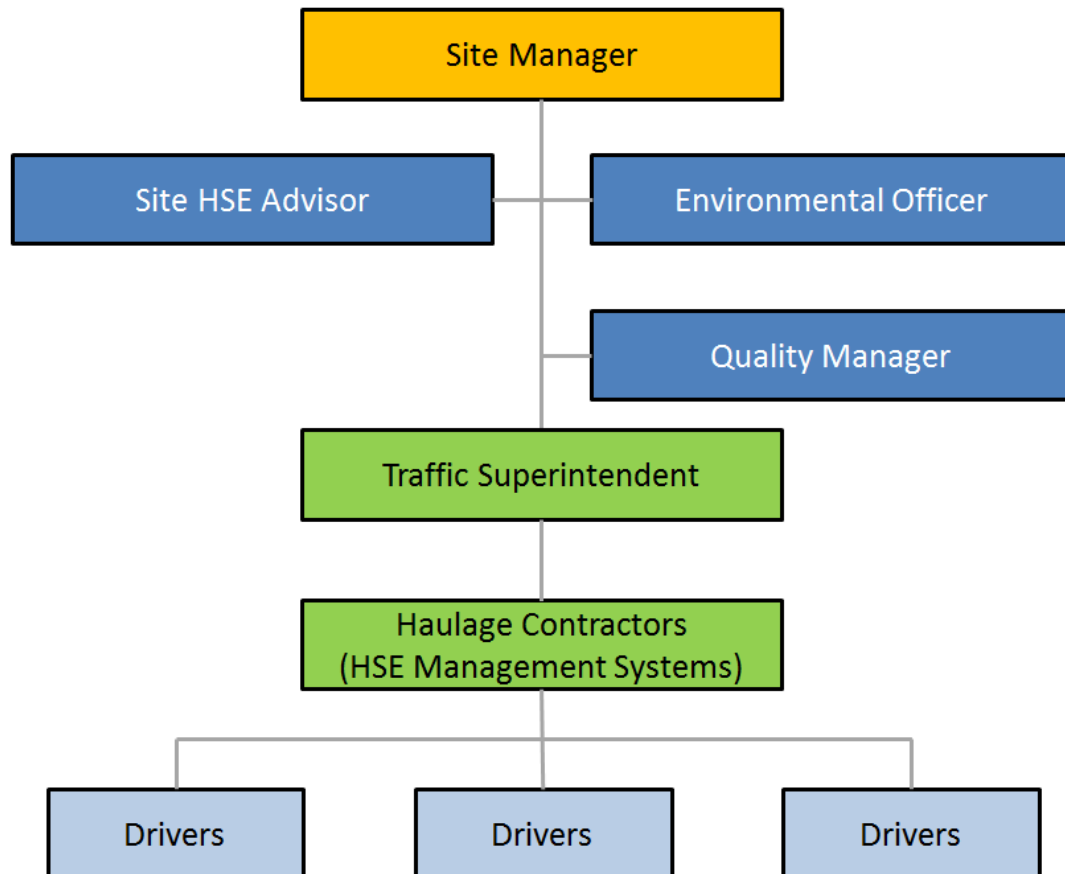 Site Manager
Site HSE Advisor
Environmental Officer
Quality Manager
Traffic Superintendent
Haulage Contractors
(HSE Management Systems)
Drivers
Drivers
Drivers